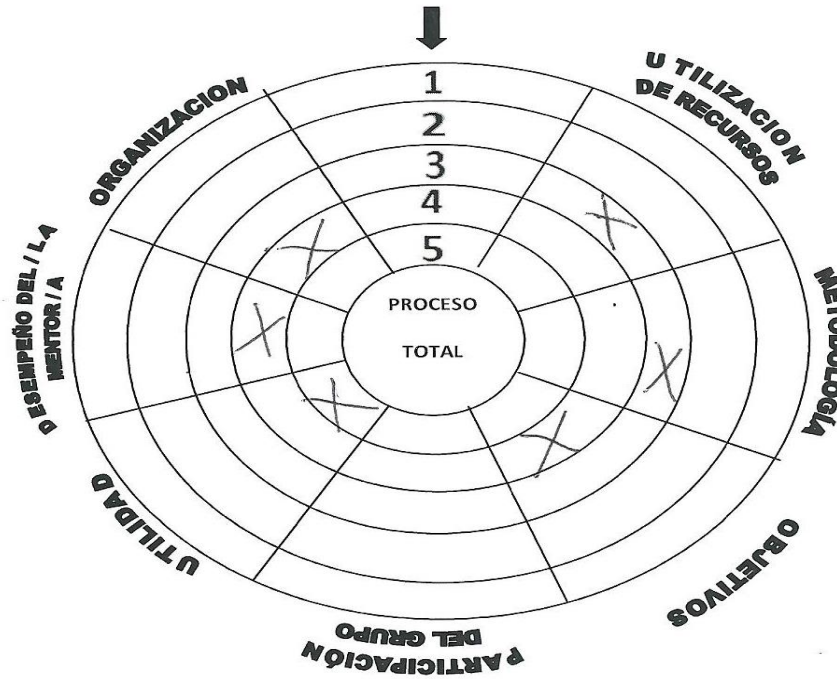 1
2
3
4
5
PROCESO
TOTAL
ORGANIZACION
U TILIZACION
DE RECURSOS
METODOLOGÍA
OBJETIVOS
PARTICIPACIÓN
DEL GRUPO
UTILIDAD
DESEMPEÑO DEL / LA
MENTOR / A